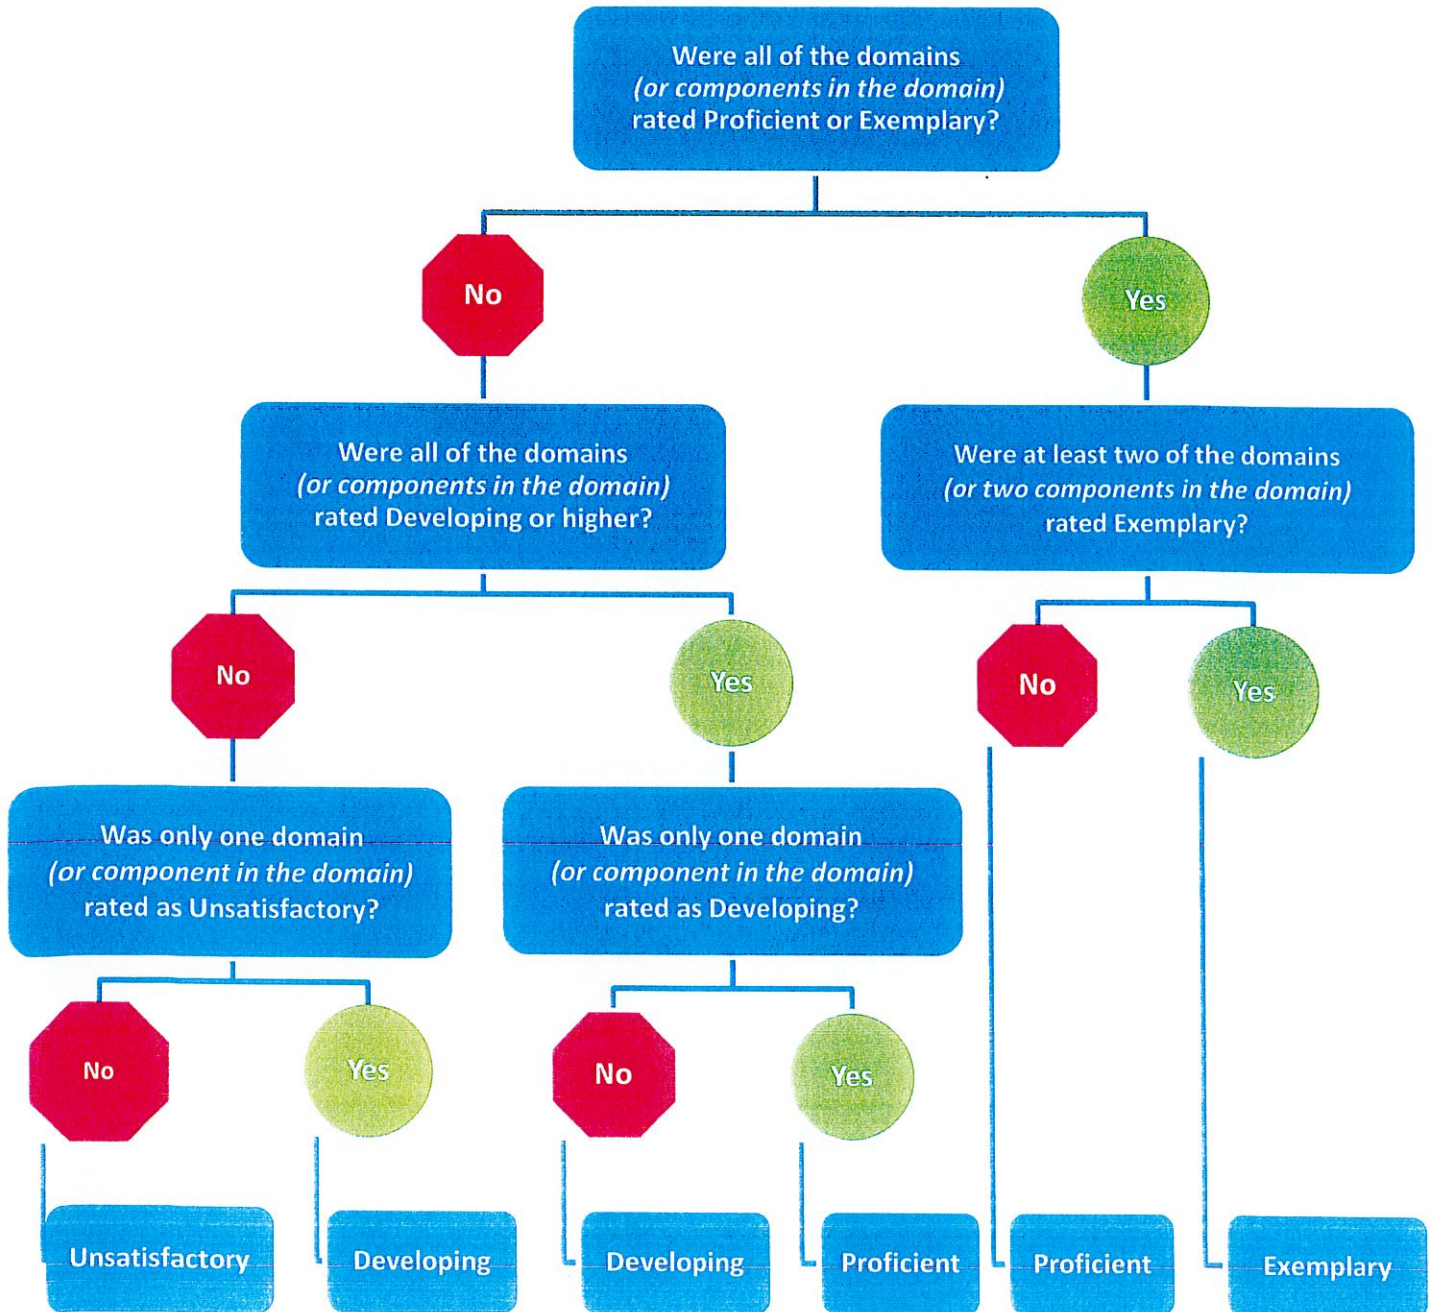 Were all of the domains
(or components in the domain)
rated Proficient or Exemplary?
No
Yes
Were all of the domains
(or components in the domain)
rated Developing or higher?
Were at least two of the domains
(or two components in the domain)
rated Exemplary?
No
Yes
No
Yes
Was only one domain
(or component in the domain)
rated as Unsatisfactory?
Was only one domain
(or component in the domain)
rated as Developing?
No
Yes
No
Yes
Unsatisfactory
Developing
Developing
Proficient
Proficient
Exemplary